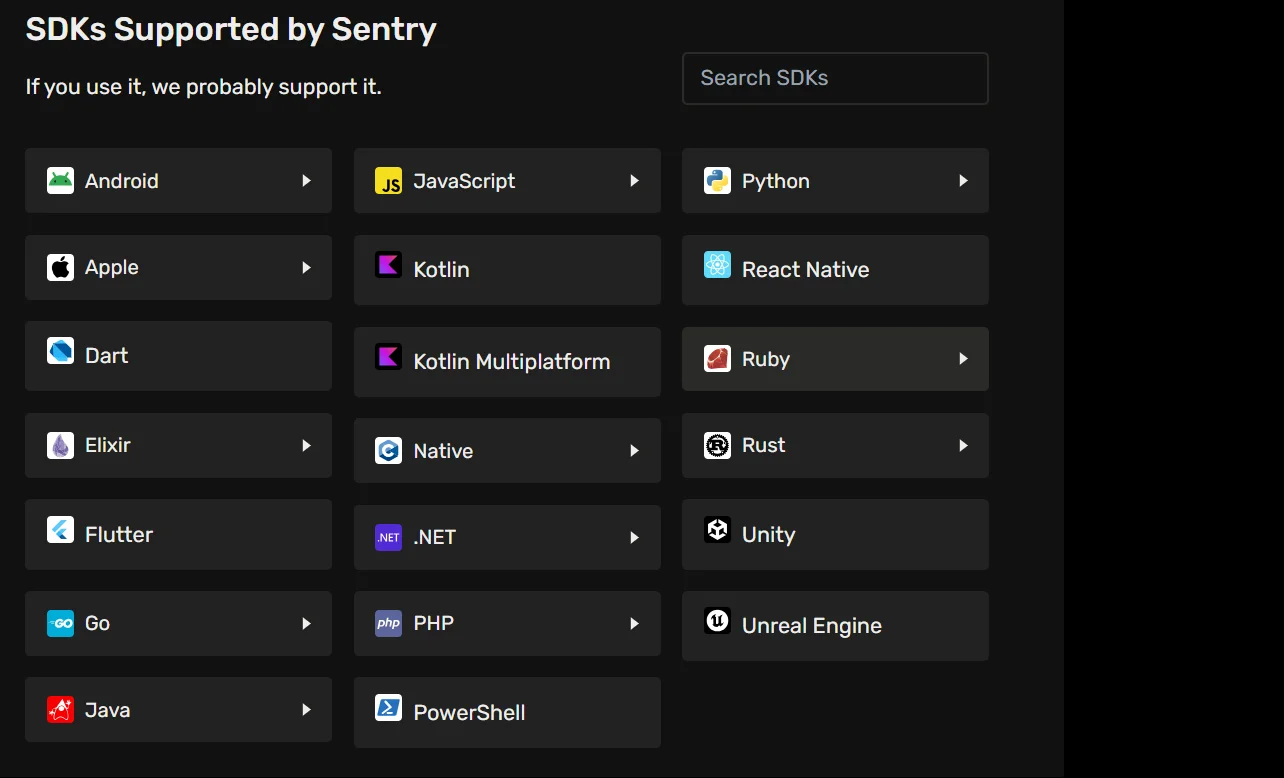 SDKs Supported by Sentry
If you use it, we probably support it.
Search SDKs
Android
Apple
Dart
Elixir
Flutter
GO Go
Java
JS JavaScript
Kotlin
Kotlin Multiplatform
C Native
.NET .NET
php PHP
PowerShell
Python
React Native
Ruby
R Rust
Unity
U Unreal Engine